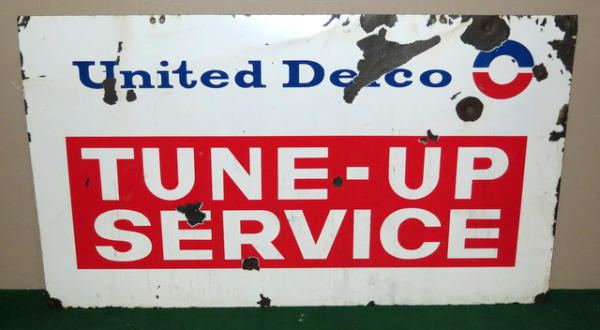 United Delco
TUNE-UP
SERVICE